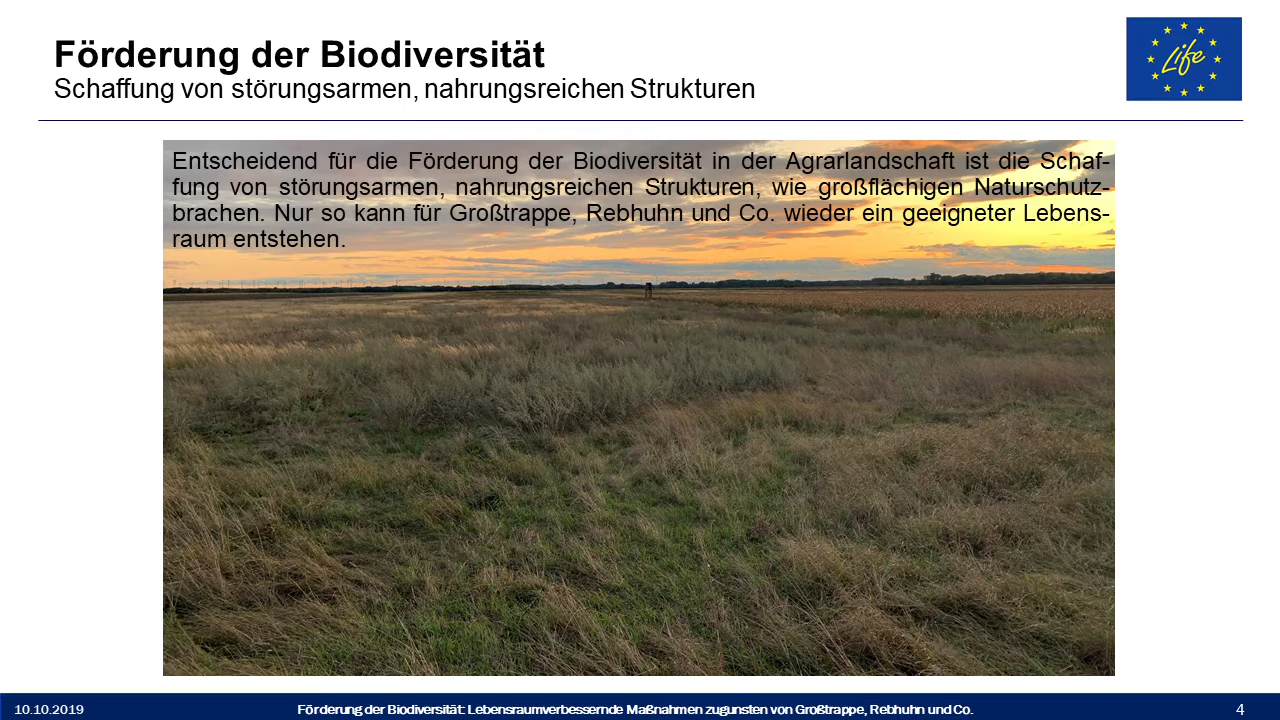 Förderung der Biodiversität
Schaffung von störungsarmen, nahrungsreichen Strukturen
Life
Entscheidend für die Förderung der Biodiversität in der Agrarlandschaft ist die Schaf-
fung von störungsarmen, nahrungsreichen Strukturen, wie großflächigen Naturschutz-
brachen. Nur so kann für Großtrappe, Rebhuhn und Co. wieder ein geeigneter Lebens-
raum entstehen.
10.10.2019
Förderung der Biodiversität: Lebensraumverbessernde Maßnahmen zugunsten von Großtrappe, Rebhuhn und Co.
4